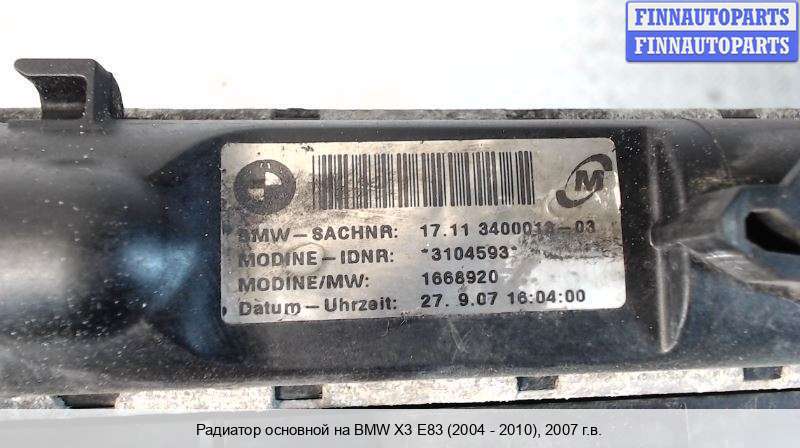 FINNAUTOPARTS
FINNAUTOPARTS
M
BMW-SACHNR: 17.11 3400013-03
MODINE-IDNR: *3104593*
MODINE/MW: 1668920
Datum-Uhrzeit: 27. 9.07 16:04:00
Радиатор основной на BMW X3 E83 (2004 - 2010), 2007 г.в.